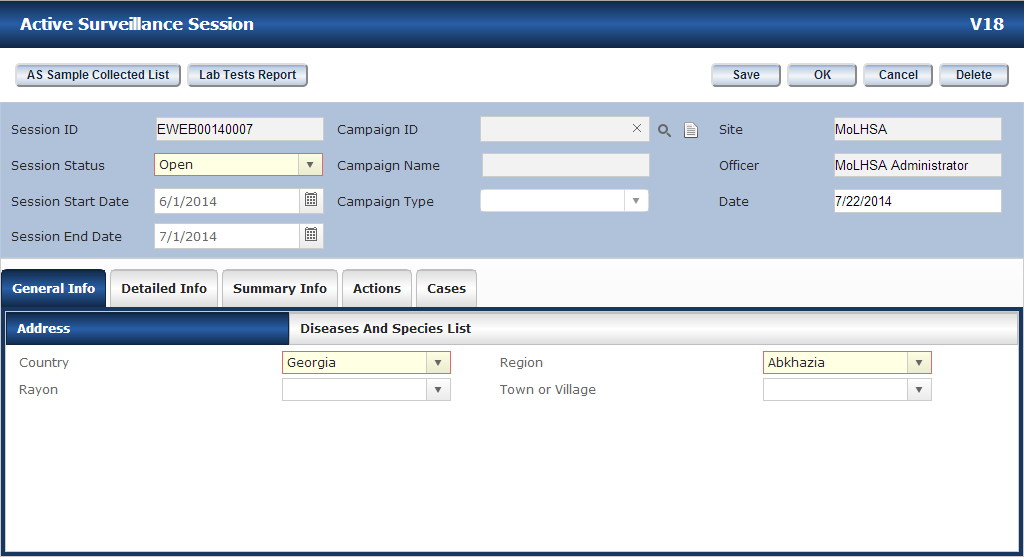 Active Surveillance Session V18
AS Sample Collected List Lab Tests Report Save OK Cancel Delete
Session ID EWEB00140007 Campaign ID Site MoLHSA
Session Status Open Campaign Name Officer MoLHSA Administrator
Session Start Date 6/1/2014 Campaign Type Date 7/22/2014
Session End Date 7/1/2014
General Info Detailed Info Summary Info Actions Cases
Address Diseases And Species List
Country Georgia Region Abkhazia
Rayon Town or Village